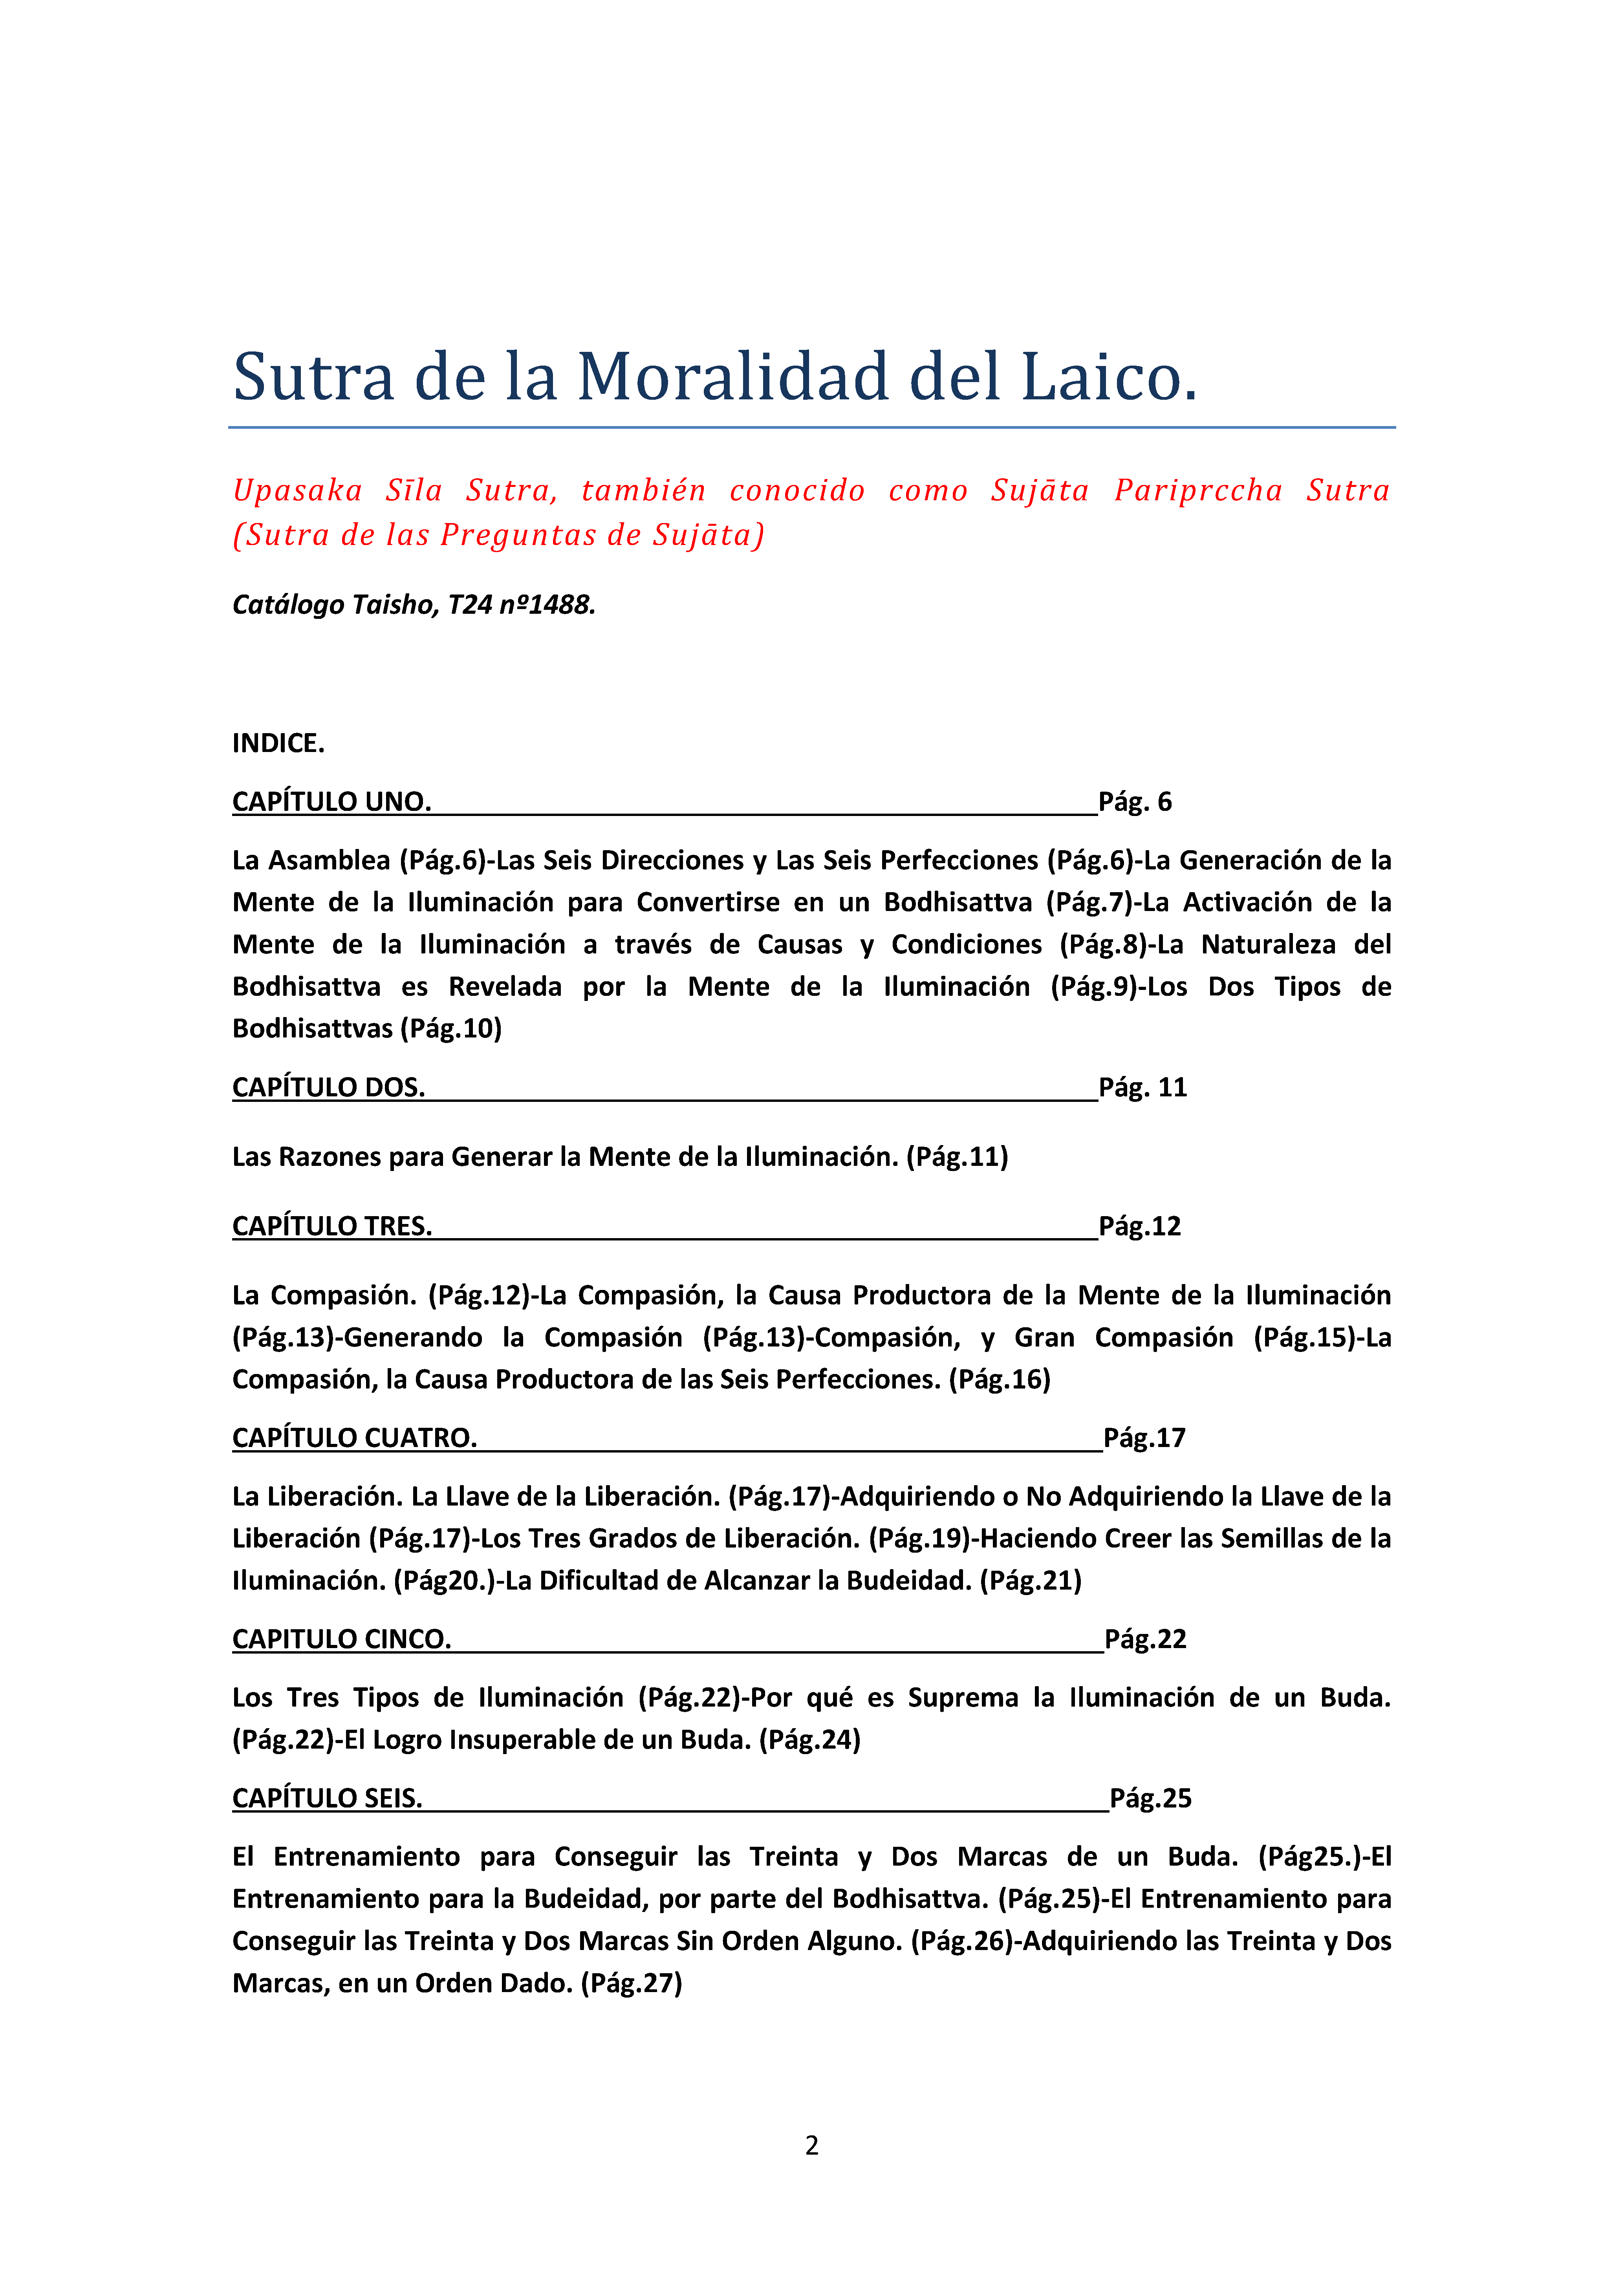 Sutra de la Moralidad del Laico.
Upasaka Sīla Sutra, también conocido como Sujāta Pariprccha Sutra
(Sutra de las Preguntas de Sujāta)
Catálogo Taisho, T24 nº1488.
INDICE.
CAPÍTULO UNO. Pág. 6
La Asamblea (Pág.6)-Las Seis Direcciones y Las Seis Perfecciones (Pág.6)-La Generación de la
Mente de la Iluminación para Convertirse en un Bodhisattva (Pág.7)-La Activación de la
Mente de la Iluminación a través de Causas y Condiciones (Pág.8)-La Naturaleza del
Bodhisattva es Revelada por la Mente de la Iluminación (Pág.9)-Los Dos Tipos de
Bodhisattvas (Pág.10)
CAPÍTULO DOS. Pág. 11
Las Razones para Generar la Mente de la Iluminación. (Pág.11)
CAPÍTULO TRES. Pág.12
La Compasión. (Pág.12)-La Compasión, la Causa Productora de la Mente de la Iluminación
(Pág.13)-Generando la Compasión (Pág.13)-Compasión, y Gran Compasión (Pág.15)-La
Compasión, la Causa Productora de las Seis Perfecciones. (Pág.16)
CAPÍTULO CUATRO. Pág.17
La Liberación. La Llave de la Liberación. (Pág.17)-Adquiriendo o No Adquiriendo la Llave de la
Liberación (Pág.17)-Los Tres Grados de Liberación. (Pág.19)-Haciendo Creer las Semillas de la
Iluminación. (Pág20.)-La Dificultad de Alcanzar la Budeidad. (Pág.21)
CAPITULO CINCO. Pág.22
Los Tres Tipos de Iluminación (Pág.22)-Por qué es Suprema la Iluminación de un Buda.
(Pág.22)-El Logro Insuperable de un Buda. (Pág.24)
CAPÍTULO SEIS. Pág.25
El Entrenamiento para Conseguir las Treinta y Dos Marcas de un Buda. (Pág25.)-El
Entrenamiento para la Budeidad, por parte del Bodhisattva. (Pág.25)-El Entrenamiento para
Conseguir las Treinta y Dos Marcas Sin Orden Alguno. (Pág.26)-Adquiriendo las Treinta y Dos
Marcas, en un Orden Dado. (Pág.27)
2